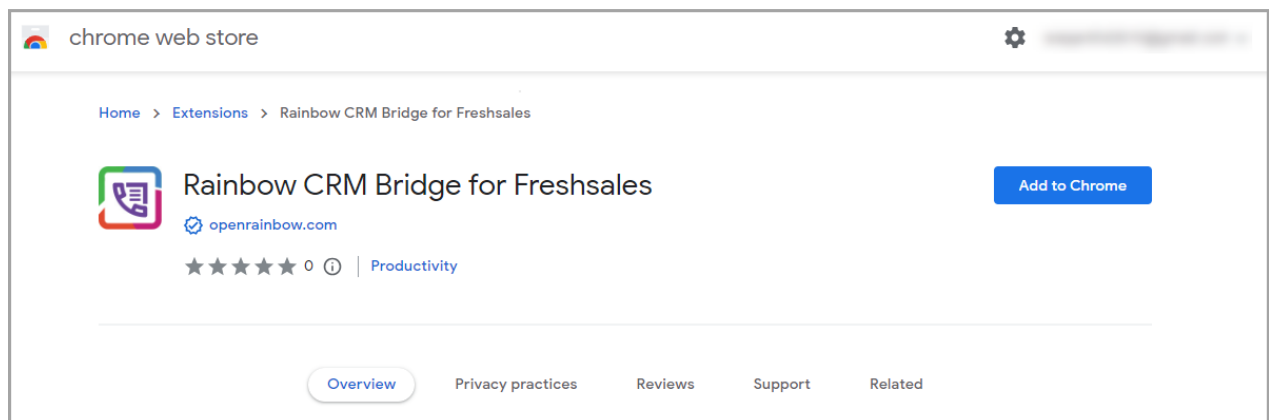 chrome web store
Home > Extensions > Rainbow CRM Bridge for Freshsales
Rainbow CRM Bridge for Freshsales
Add to Chrome
openrainbow.com
0 Productivity
Overview Privacy practices Reviews Support Related